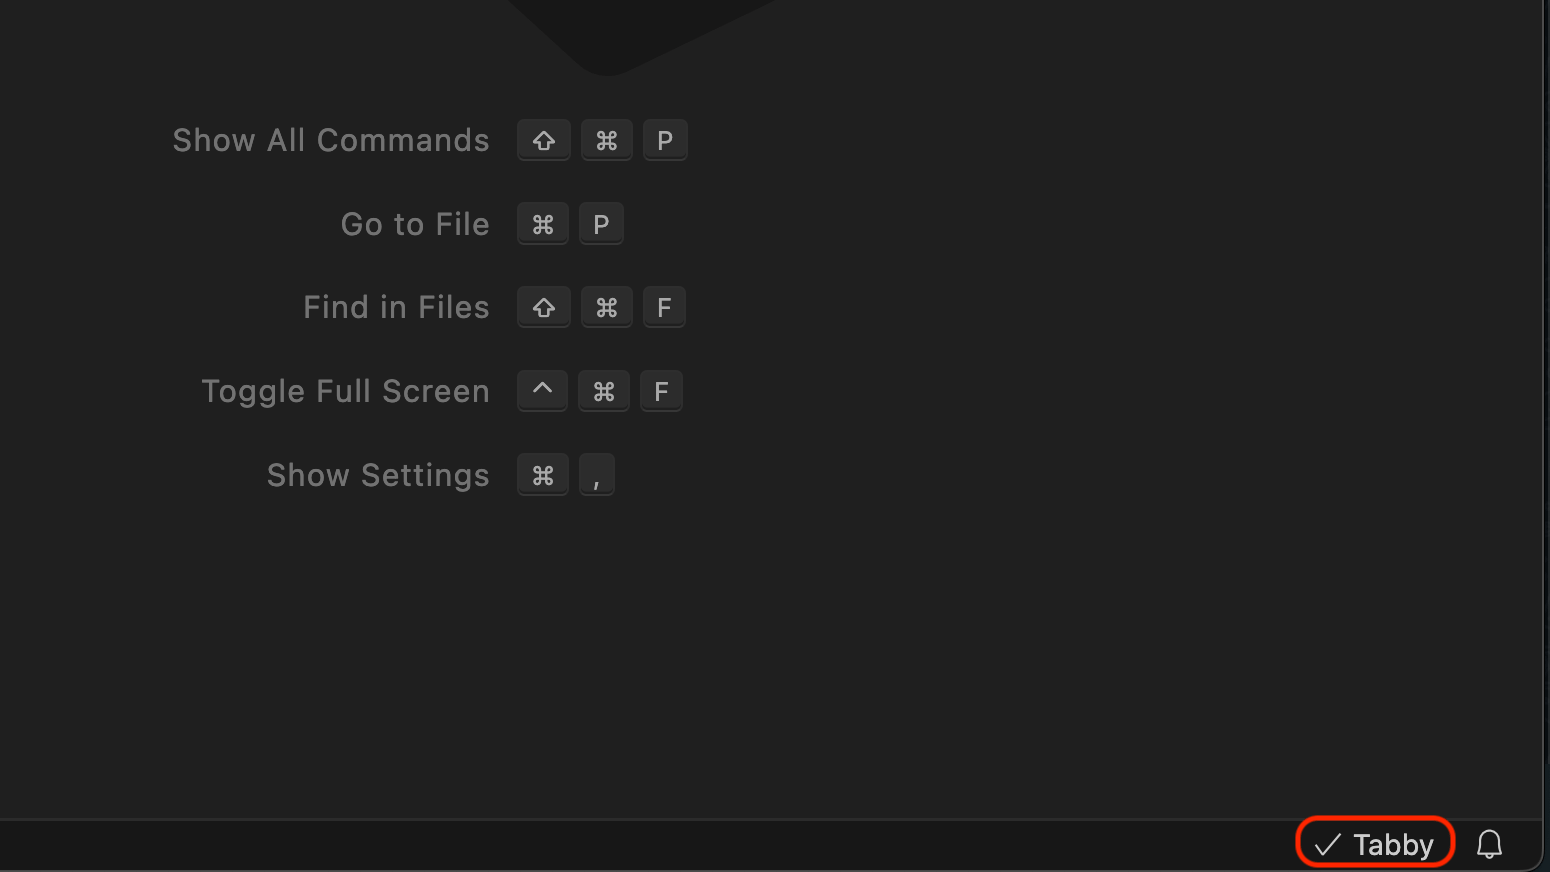 Show All Commands ⇧ ⌘ P
Go to File ⌘ P
Find in Files ⇧ ⌘ F
Toggle Full Screen ^ ⌘ F
Show Settings ⌘ ,
✓ Tabby